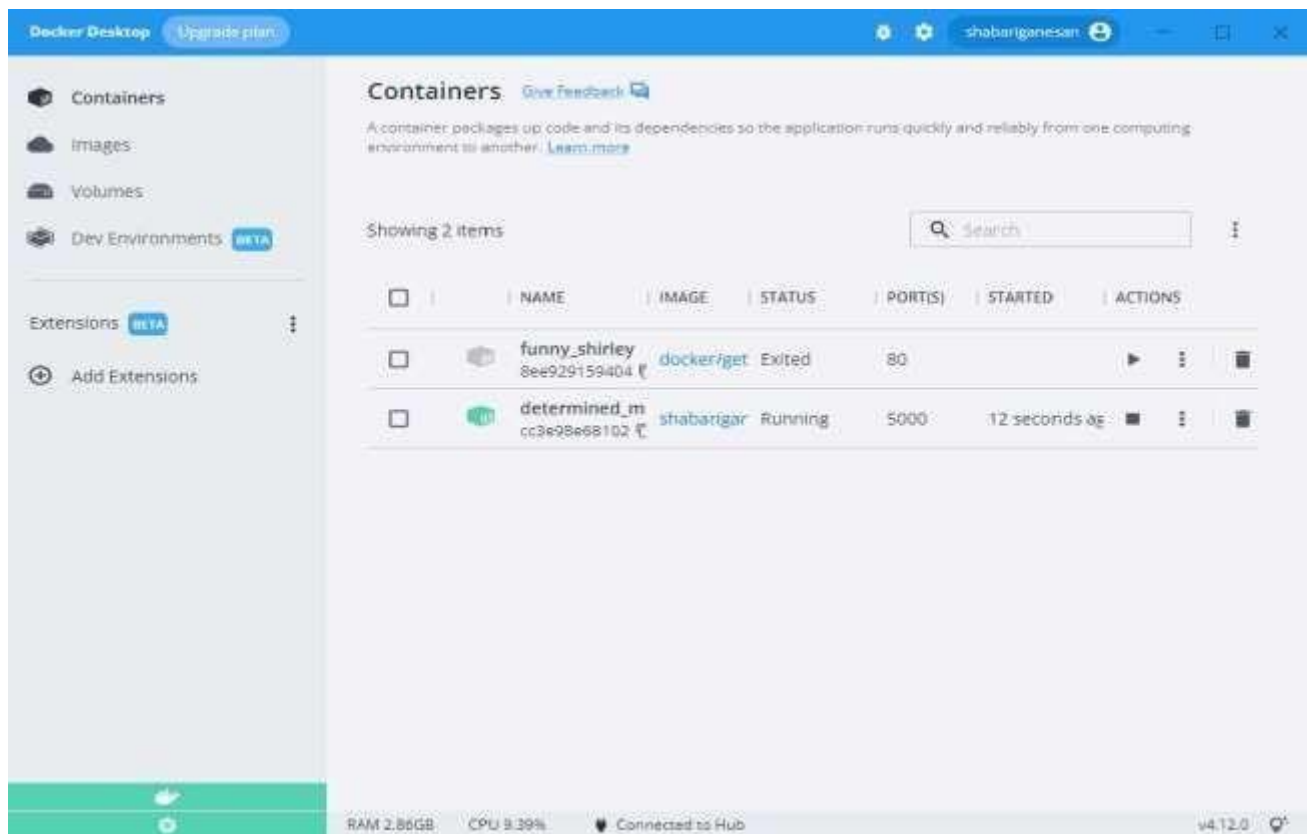 Docker Desktop Upgrade plan shabariganesan
Containers
Images
Volumes
Dev Environments BETA
Extensions BETA
Add Extensions
Containers Give Feedback
A container packages up code and its dependencies so the application runs quickly and reliably from one computing
environment to another. Learn more
Showing 2 items Search
NAME IMAGE STATUS PORT(S) STARTED ACTIONS
funny_shirley docker/get Exited 80
8ee929159404
determined_m shabarigar Running 5000 12 seconds ag
cc3e98e68102
RAM 2.86GB CPU 9.39% Connected to Hub v4.12.0